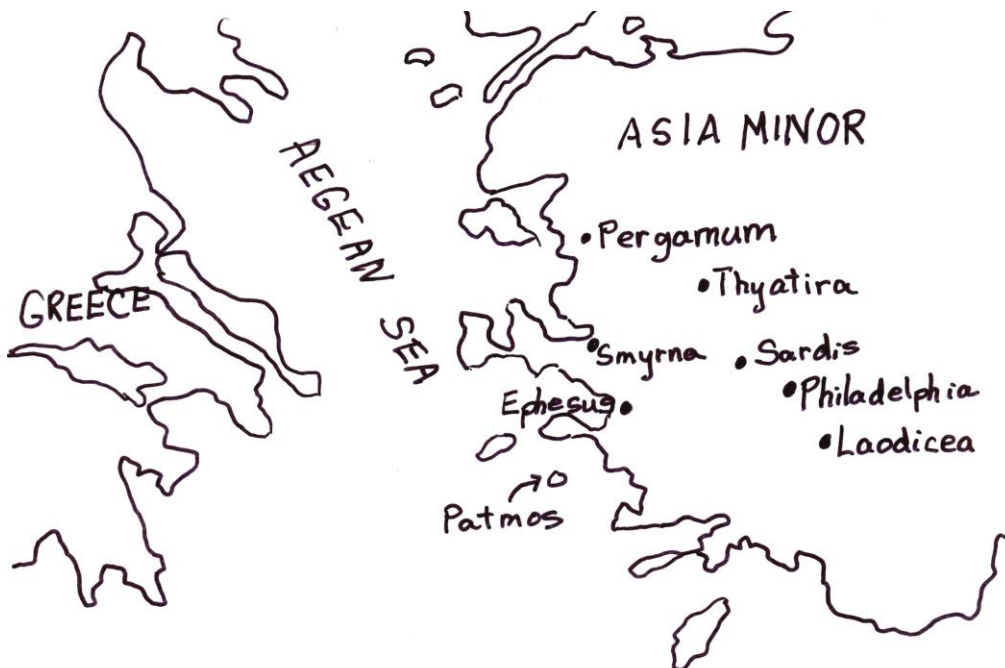 ASIA MINOR
AEGEAN SEA
Pergamum
Thyatira
GREECE
Smyrna
Sardis
Philadelphia
Ephesus
Laodicea
Patmos